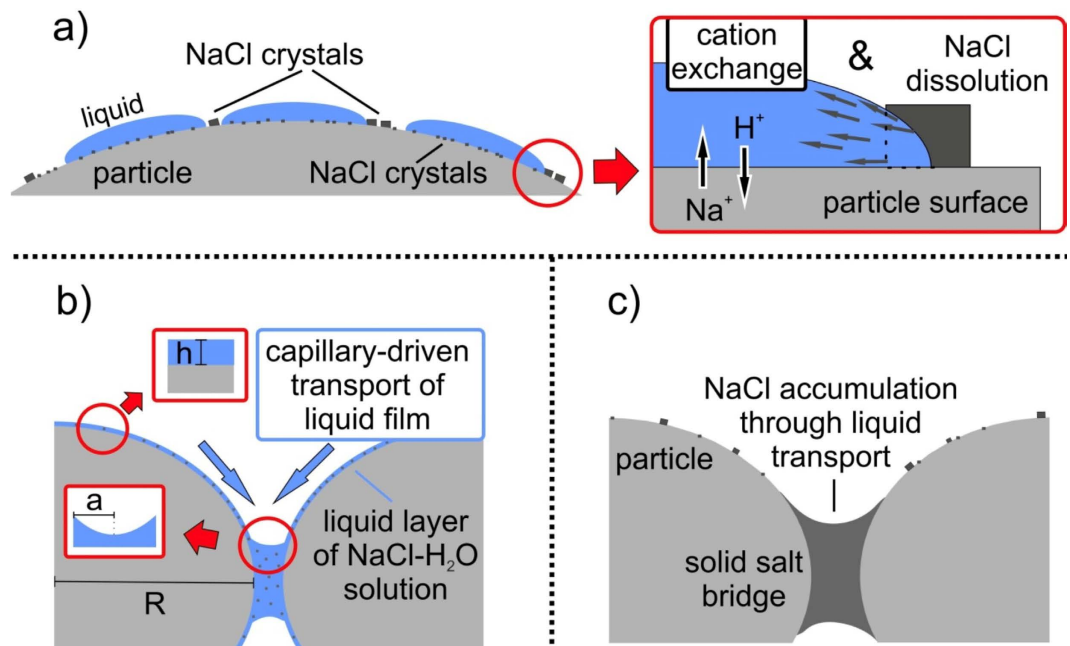 a)
NaCl crystals
liquid
particle
NaCl crystals
cation
exchange
&
NaCl
dissolution
H⁺
Na⁺
particle surface
b)
h
capillary-driven
transport of
liquid film
a
liquid layer
of NaCl-H₂O
solution
R
c)
NaCl accumulation
through liquid
transport
particle
solid salt
bridge